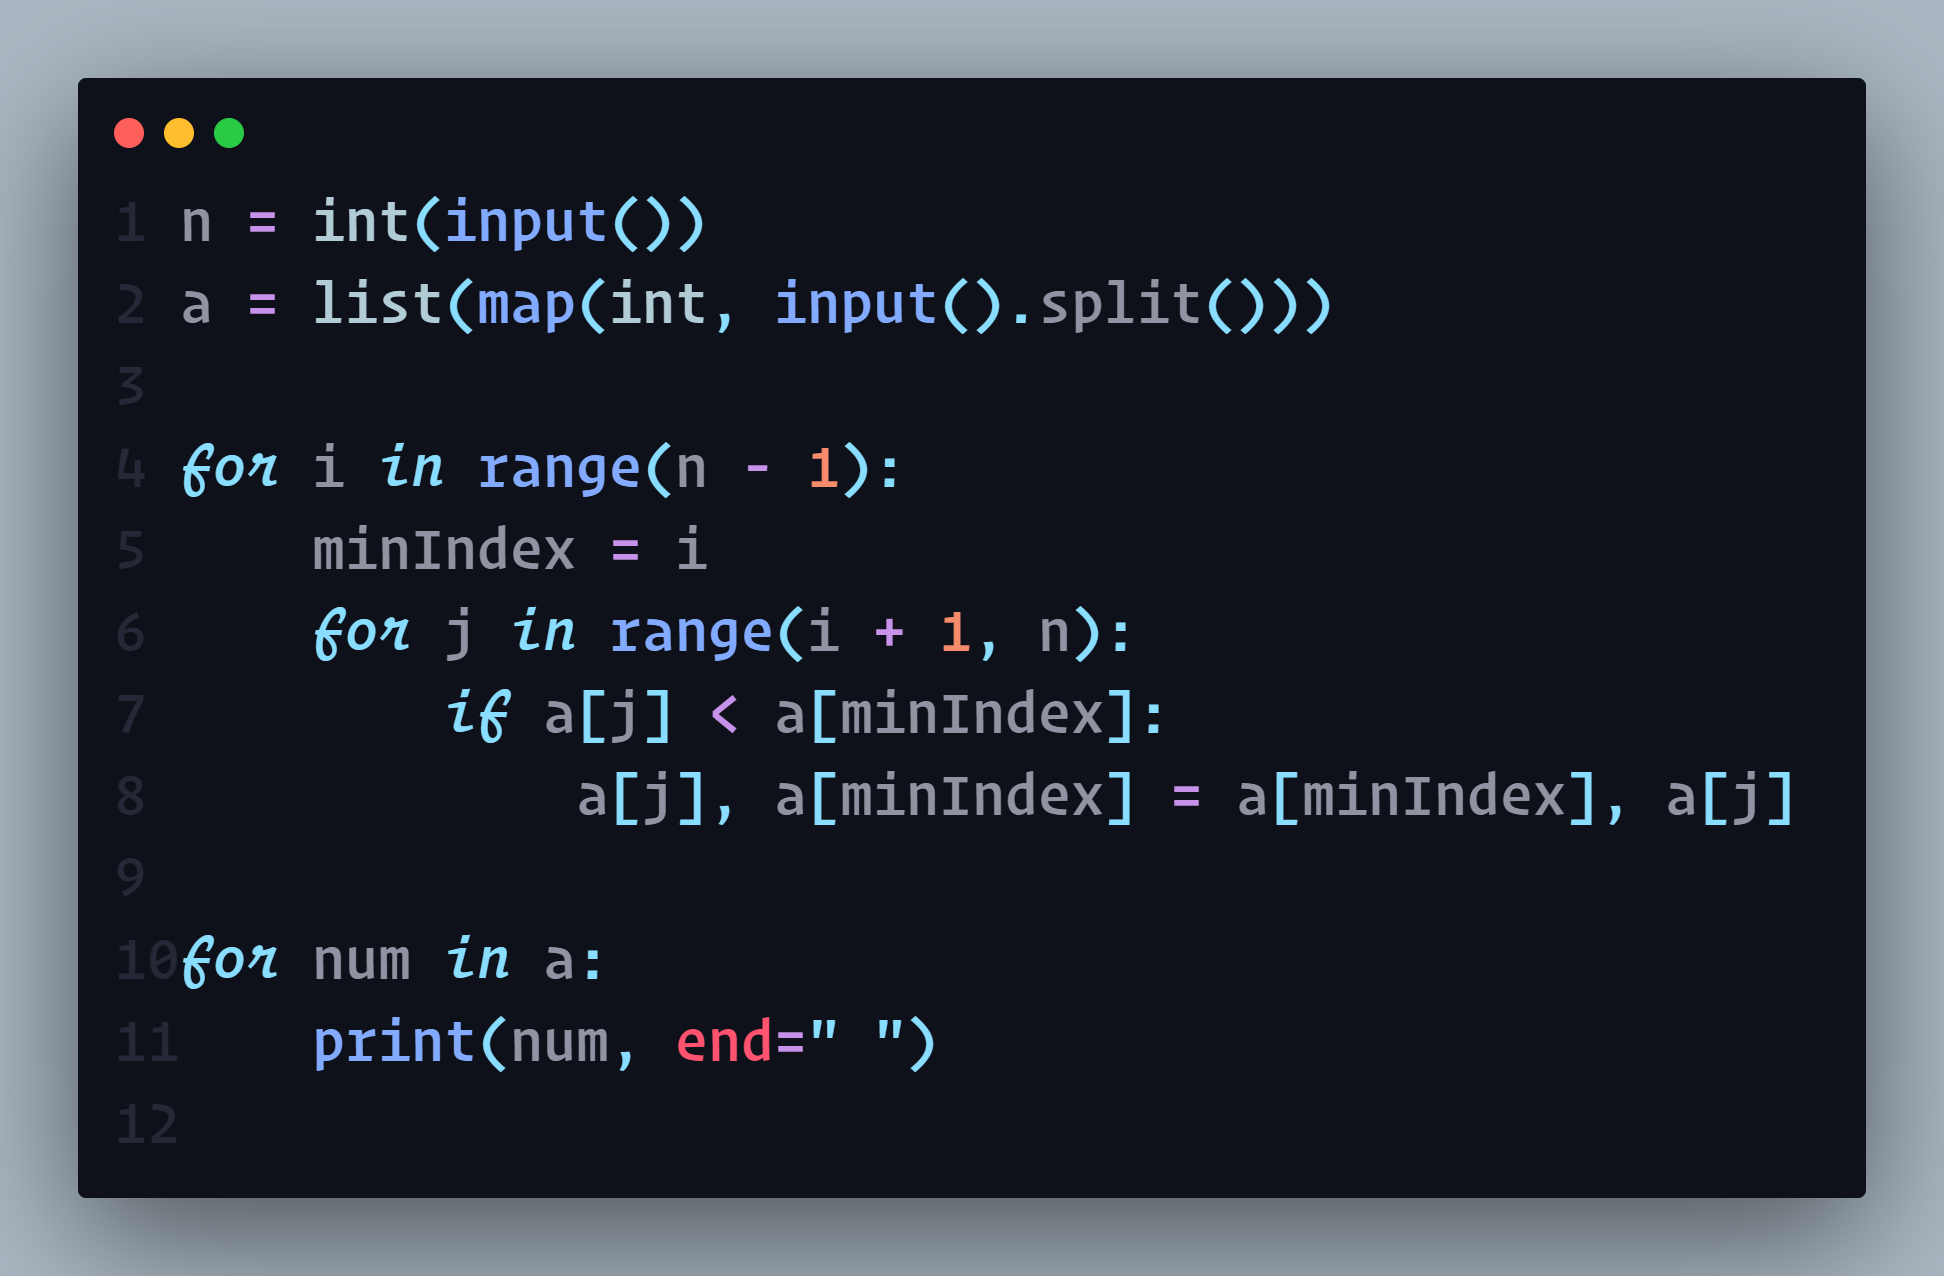 1 n = int(input())
2 a = list(map(int, input().split()))
3
4 for i in range(n - 1):
5     minIndex = i
6     for j in range(i + 1, n):
7         if a[j] < a[minIndex]:
8             a[j], a[minIndex] = a[minIndex], a[j]
9
10 for num in a:
11     print(num, end=" ")
12